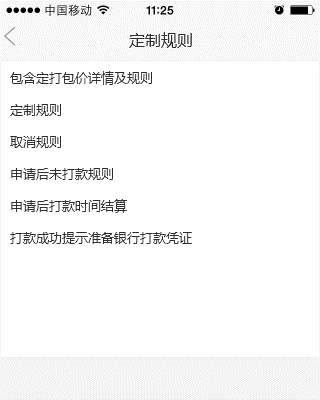 中国移动 11:25
定制规则
包含定打包价详情及规则
定制规则
取消规则
申请后未打款规则
申请后打款时间结算
打款成功提示准备银行打款凭证